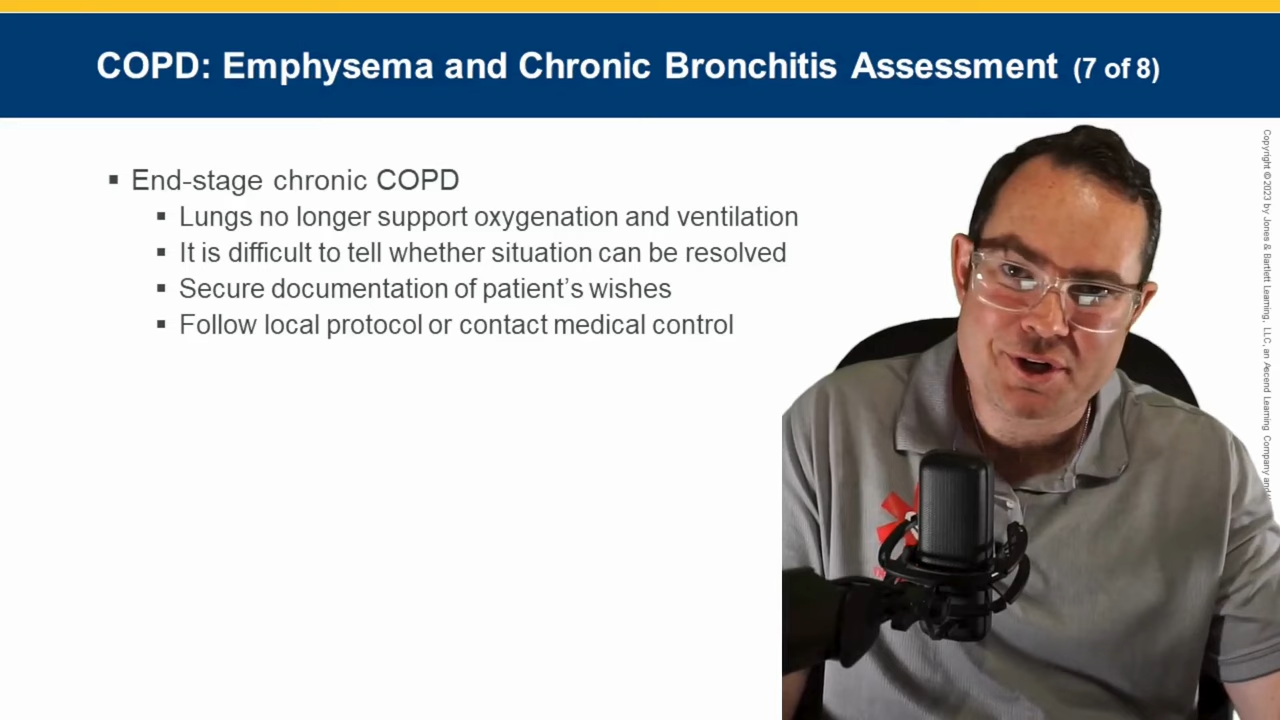 COPD: Emphysema and Chronic Bronchitis Assessment (7 of 8)
▪ End-stage chronic COPD
▪ Lungs no longer support oxygenation and ventilation
▪ It is difficult to tell whether situation can be resolved
▪ Secure documentation of patient's wishes
▪ Follow local protocol or contact medical control
Copyright © 2023 by Jones & Bartlett Learning, LLC, an Ascend Learning Company and